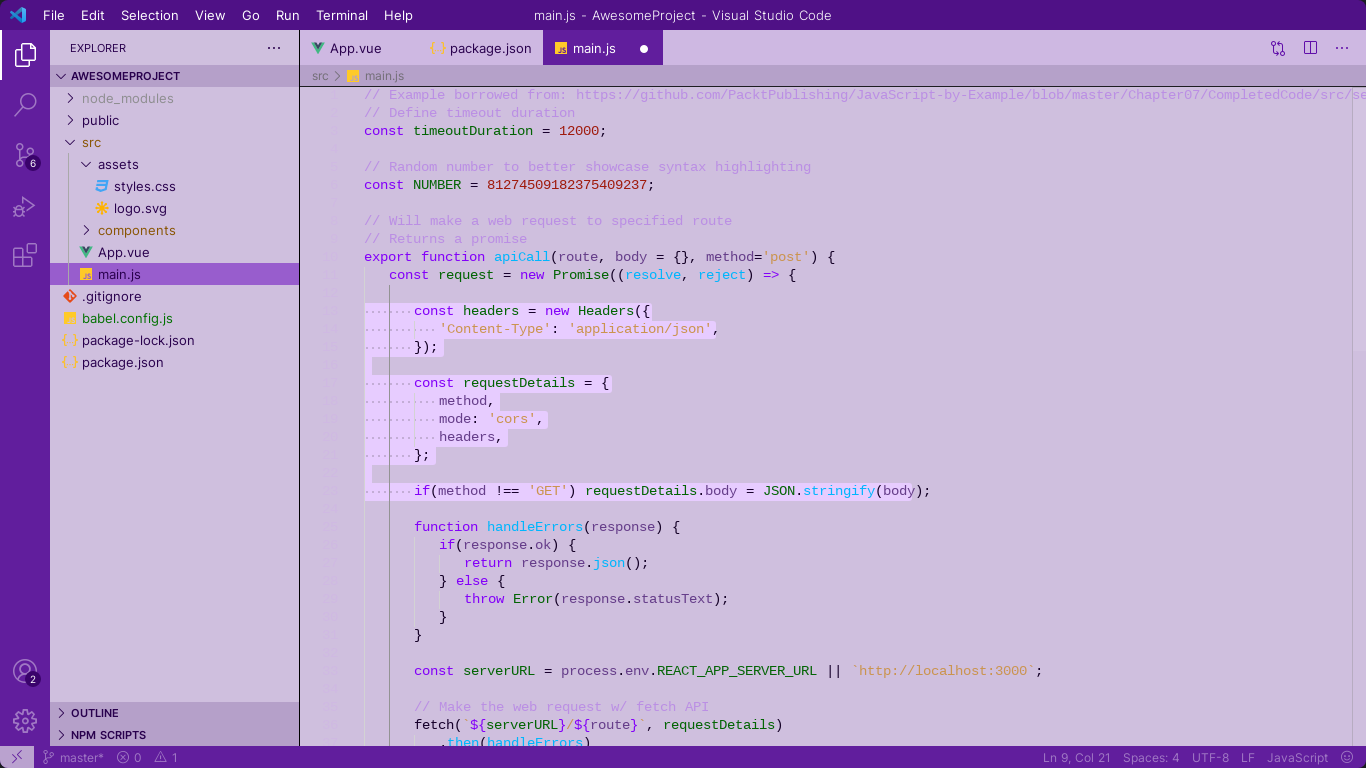 File Edit Selection View Go Run Terminal Help
main.js - AwesomeProject - Visual Studio Code
EXPLORER
App.vue
package.json
main.js
AWESOMEPROJECT
src
main.js
node_modules
public
src
assets
styles.css
logo.svg
components
App.vue
main.js
.gitignore
babel.config.js
package-lock.json
package.json
OUTLINE
NPM SCRIPTS
6
2
// Example borrowed from: https://github.com/PacktPublishing/JavaScript-by-Example/blob/master/Chapter07/CompletedCode/src/se
// Define timeout duration
const timeoutDuration = 12000;
// Random number to better showcase syntax highlighting
const NUMBER = 81274509182375409237;
// Will make a web request to specified route
// Returns a promise
export function apiCall(route, body = {}, method='post') {
const request = new Promise((resolve, reject) => {
const headers = new Headers({
'Content-Type': 'application/json',
});
const requestDetails = {
method,
mode: 'cors',
headers,
};
if(method !== 'GET') requestDetails.body = JSON.stringify(body);
function handleErrors(response) {
if(response.ok) {
return response.json();
} else {
throw Error(response.statusText);
}
}
const serverURL = process.env.REACT_APP_SERVER_URL || `http://localhost:3000`;
// Make the web request w/ fetch API
fetch(`${serverURL}/${route}`, requestDetails)
.then(handleErrors)
master* 0 1
Ln 9, Col 21 Spaces: 4 UTF-8 LF JavaScript